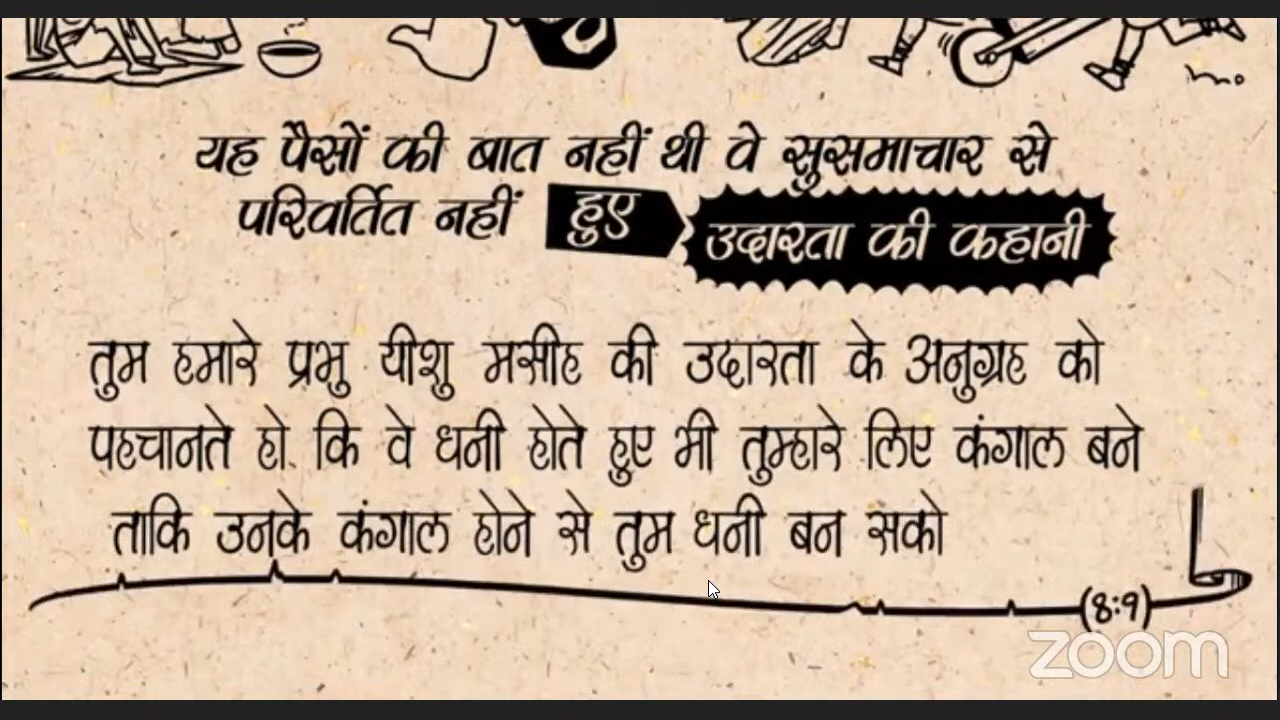 यह पैसों की बात नहीं थी वे सुसमाचार से
परिवर्तित नहीं हुए
उदारता की कहानी
तुम हमारे प्रभु यीशु मसीह की उदारता के अनुग्रह को
पहचानते हो कि वे धनी होते हुए भी तुम्हारे लिए कंगाल बने
ताकि उनके कंगाल होने से तुम धनी बन सको
(8:9)
zoom